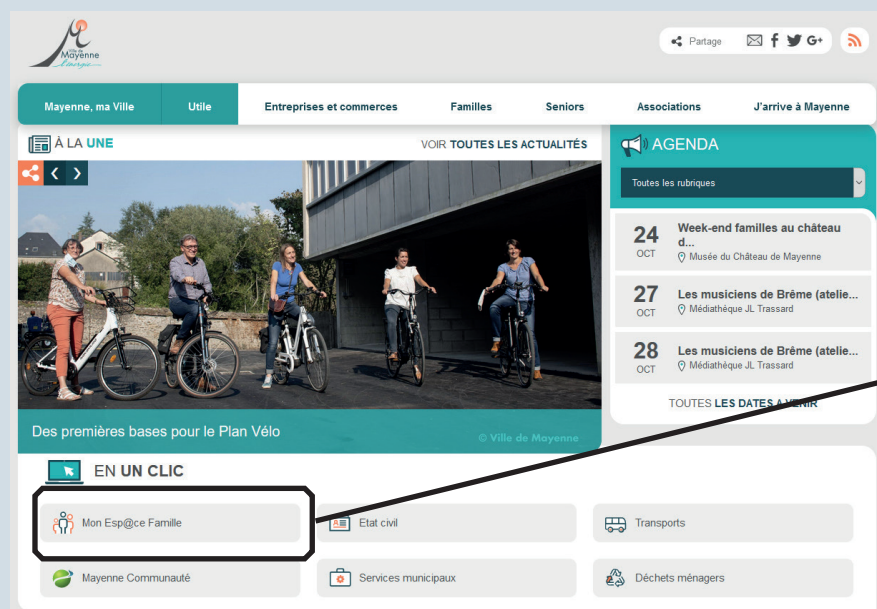 Ville de
Mayenne
l'énergie
Partage
G+
Mayenne, ma Ville
Utile
Entreprises et commerces
Familles
Seniors
Associations
J'arrive à Mayenne
À LA UNE
VOIR TOUTES LES ACTUALITÉS
Des premières bases pour le Plan Vélo
© Ville de Mayenne
AGENDA
Toutes les rubriques
24
OCT
Week-end familles au château
d...
Musée du Château de Mayenne
27
OCT
Les musiciens de Brême (atelie...
Médiathèque JL Trassard
28
OCT
Les musiciens de Brême (atelie...
Médiathèque JL Trassard
TOUTES LES DATES A VENIR
EN UN CLIC
Mon Esp@ce Famille
Etat civil
Transports
Mayenne Communauté
Services municipaux
Déchets ménagers